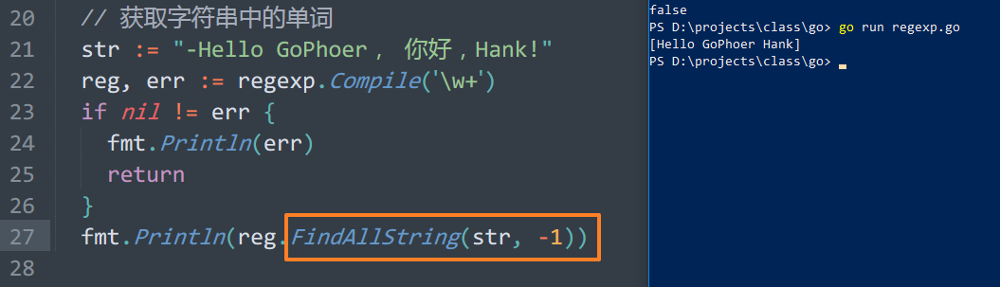 20 // 获取字符串中的单词
21 str := "-Hello GoPhoer， 你好，Hank!"
22 reg, err := regexp.Compile(`\w+`)
23 if nil != err {
24 fmt.Println(err)
25 return
26 }
27 fmt.Println(reg.FindAllString(str, -1))
28
false
PS D:\projects\class\go> go run regexp.go
[Hello GoPhoer Hank]
PS D:\projects\class\go>